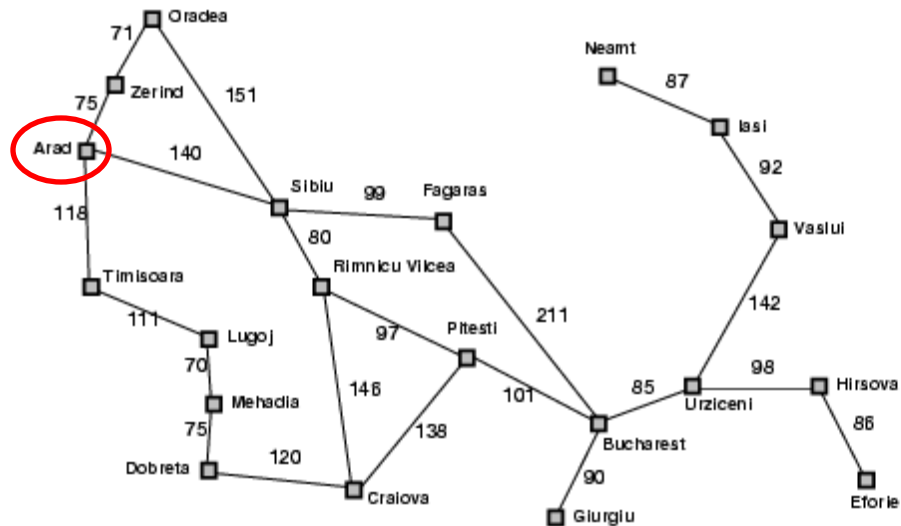 Oradea
71
Neamt
87
Zerind
151
75
Iasi
Arad
140
92
Sibiu
99
Fagaras
118
Vaslui
80
Rimnicu Vilcea
Timisoara
142
111
211
Lugoj
97
Pitesti
70
98
Hirsova
146
101
85
Mehadia
Urziceni
86
75
138
Bucharest
Dobreta
120
90
Craiova
Eforie
Giurgiu